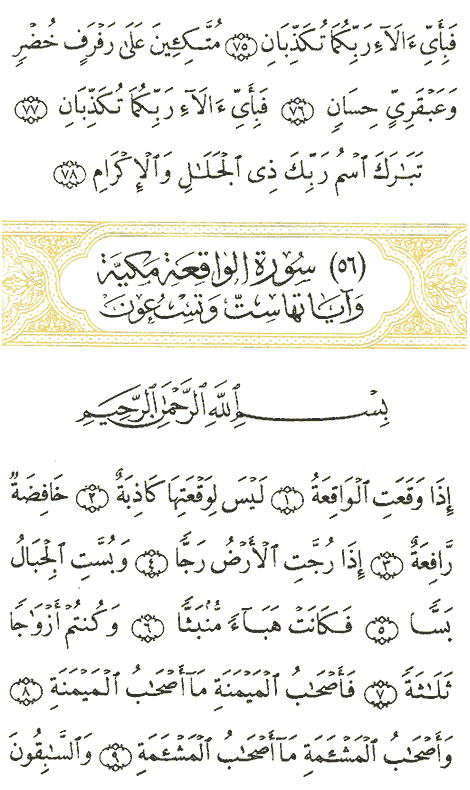 فَبِأَيِّ ءَالَآءِ رَبِّكُمَا تُكَذِّبَانِ ٧٥ مُتَّكِـِٔينَ عَلَىٰ رَفْرَفٍ خُضْرٍ
وَعَبْقَرِيٍّ حِسَانٍ ٧٦ فَبِأَيِّ ءَالَآءِ رَبِّكُمَا تُكَذِّبَانِ ٧٧
تَبَٰرَكَ ٱسْمُ رَبِّكَ ذِى ٱلْجَلَٰلِ وَٱلْإِكْرَامِ ٧٨
(٥٦) سُورَةُ الوَاقِعَةِ مَكِيَّة
وَآيَاتُهَا سِتٌّ وَتِسْعُونَ
بِسْمِ ٱللَّهِ ٱلرَّحْمَٰنِ ٱلرَّحِيمِ
إِذَا وَقَعَتِ ٱلْوَاقِعَةُ ١ لَيْسَ لِوَقْعَتِهَا كَاذِبَةٌ ٢ خَافِضَةٌ
رَّافِعَةٌ ٣ إِذَا رُجَّتِ ٱلْأَرْضُ رَجًّا ٤ وَبُسَّتِ ٱلْجِبَالُ
بَسًّا ٥ فَكَانَتْ هَبَآءً مُّنۢبَثًّا ٦ وَكُنتُمْ أَزْوَٰجًا
ثَلَٰثَةً ٧ فَأَصْحَٰبُ ٱلْمَيْمَنَةِ مَآ أَصْحَٰبُ ٱلْمَيْمَنَةِ ٨
وَأَصْحَٰبُ ٱلْمَشْـَٔمَةِ مَآ أَصْحَٰبُ ٱلْمَشْـَٔمَةِ ٩ وَٱلسَّٰبِقُونَ